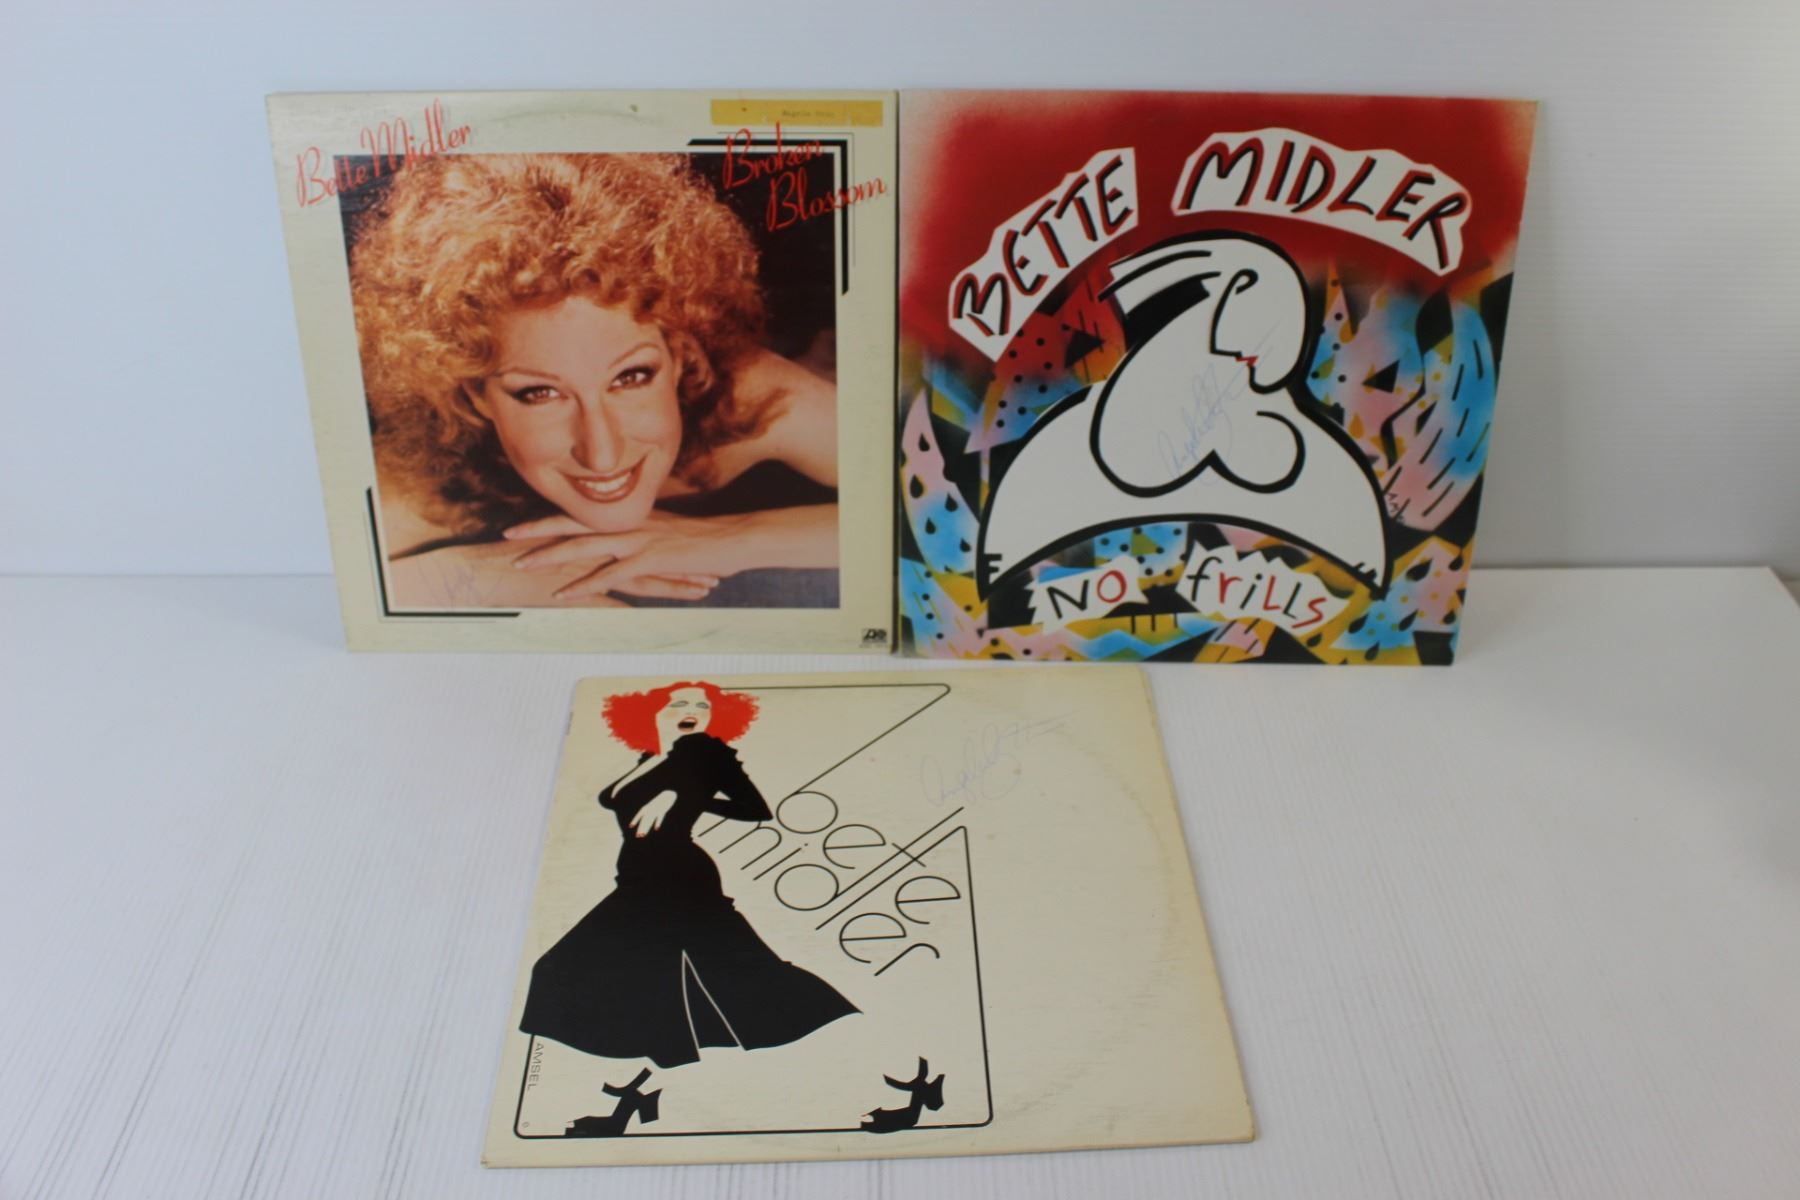 Bette Midler
Broken
Blossom
BETTE MIDLER
NO frills
bette
midler
AMSEL